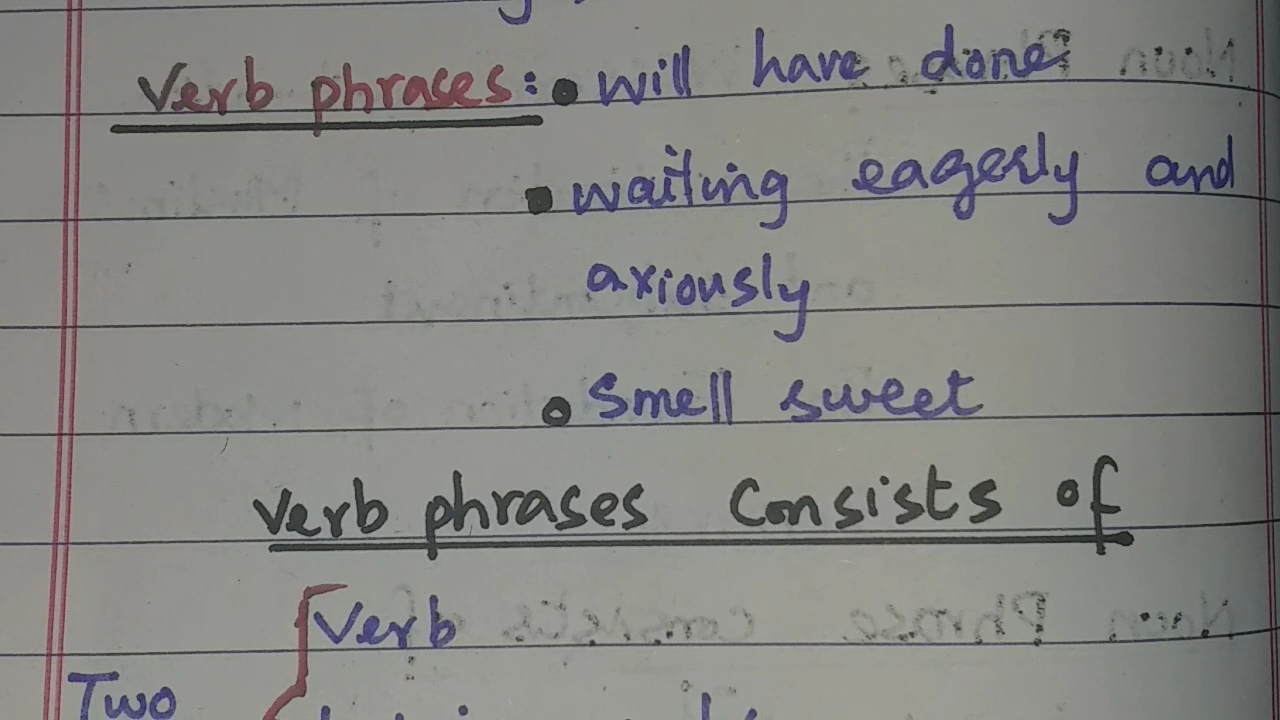 Verb phrases: • will have done
• waiting eagerly and
axiously
• Smell sweet
Verb phrases Consists of
Verb
Two